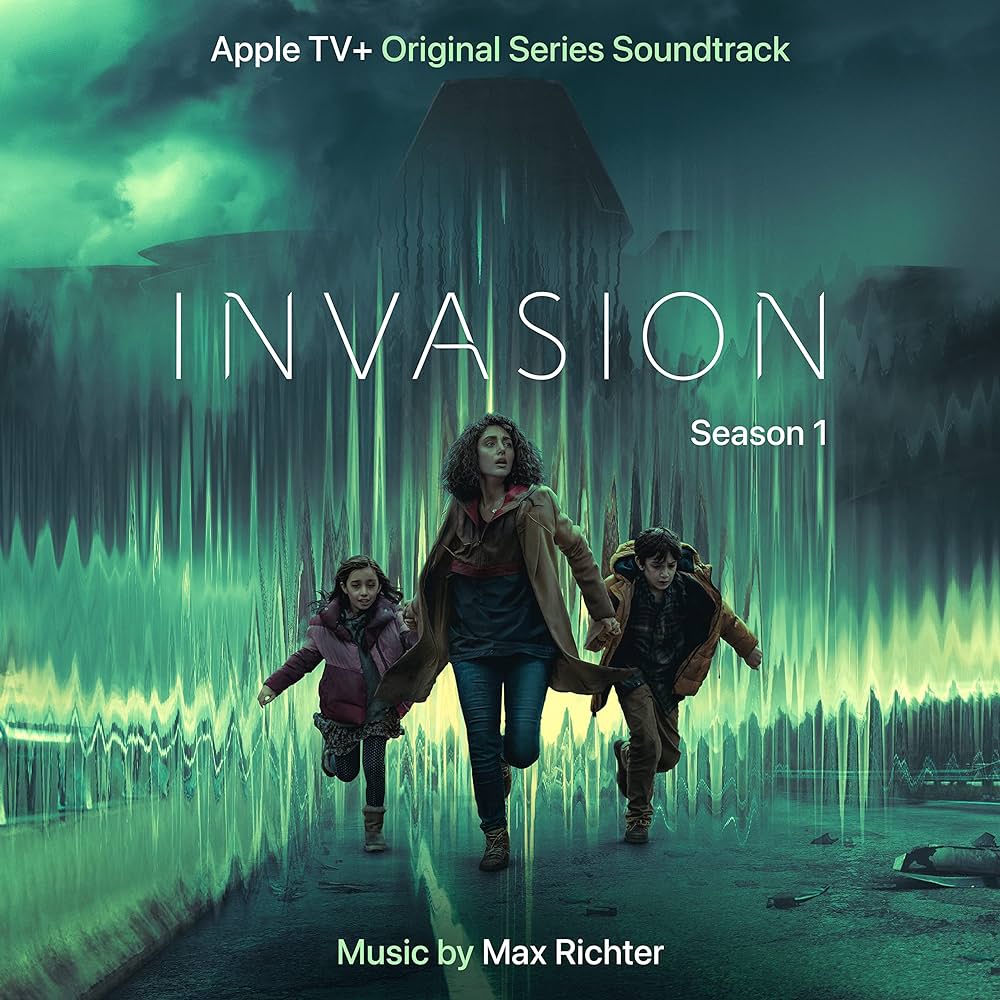 Apple TV+ Original Series Soundtrack
INVASION
Season 1
Music by Max Richter